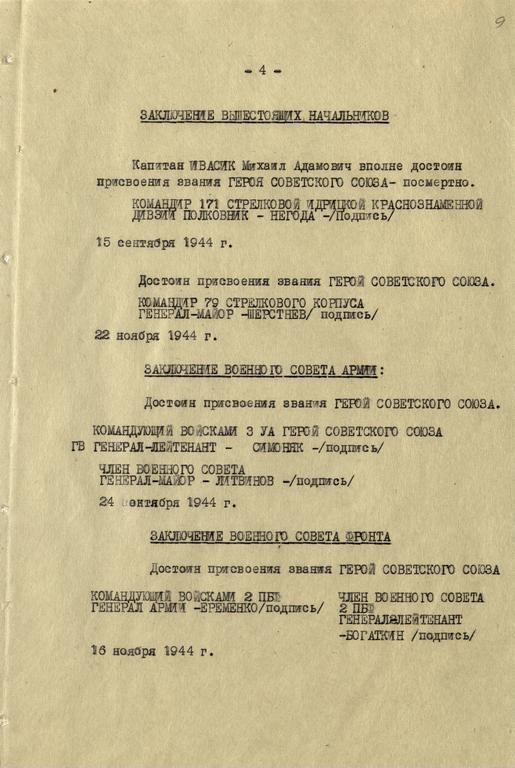 9
- 4 -
ЗАКЛЮЧЕНИЕ ВЫШЕСТОЯЩИХ НАЧАЛЬНИКОВ
Капитан ИВАСИК Михаил Адамович вполне достоин
присвоения звания ГЕРОЯ СОВЕТСКОГО СОЮЗА- посмертно.
КОМАНДИР 171 СТРЕЛКОВОЙ ИДРИЦКОЙ КРАСНОЗНАМЕННОЙ
ДИВЗИИ ПОЛКОВНИК - НЕГОДА -/Подпись/
15 сентября 1944 г.
Достоин присвоения звания ГЕРОЙ СОВЕТСКОГО СОЮЗА.
КОМАНДИР 79 СТРЕЛКОВОГО КОРПУСА
ГЕНЕРАЛ-МАЙОР -ШЕРСТНЕВ/ подпись/
22 ноября 1944 г.
ЗАКЛЮЧЕНИЕ ВОЕННОГО СОВЕТА АРМИИ:
Достоин присвоения звания ГЕРОЙ СОВЕТСКОГО СОЮЗА.
КОМАНДУЮЩИЙ ВОЙСКАМИ 3 УА ГЕРОЙ СОВЕТСКОГО СОЮЗА
ГВ ГЕНЕРАЛ-ЛЕЙТЕНАНТ - СИМОНЯК -/подпись/
ЧЛЕН ВОЕННОГО СОВЕТА
ГЕНЕРАЛ-МАЙОР - ЛИТВИНОВ -/подпись/
24 1944 г.
ЗАКЛЮЧЕНИЕ ВОЕННОГО СОВЕТА ФРОНТА
Достоин присвоения звания ГЕРОЙ СОВЕТСКОГО СОЮЗА
КОМАНДУЮЩИЙ ВОЙСКАМИ 2 ПБФ
ГЕНЕРАЛ АРМИИ -ЕРЕМЕНКО/подпись/
ЧЛЕН ВОЕННОГО СОВЕТА
2 ПБФ
ГЕНЕРАЛ-ЛЕЙТЕНАНТ
-БОГАТКИН /подпись/
16 ноября 1944 г.